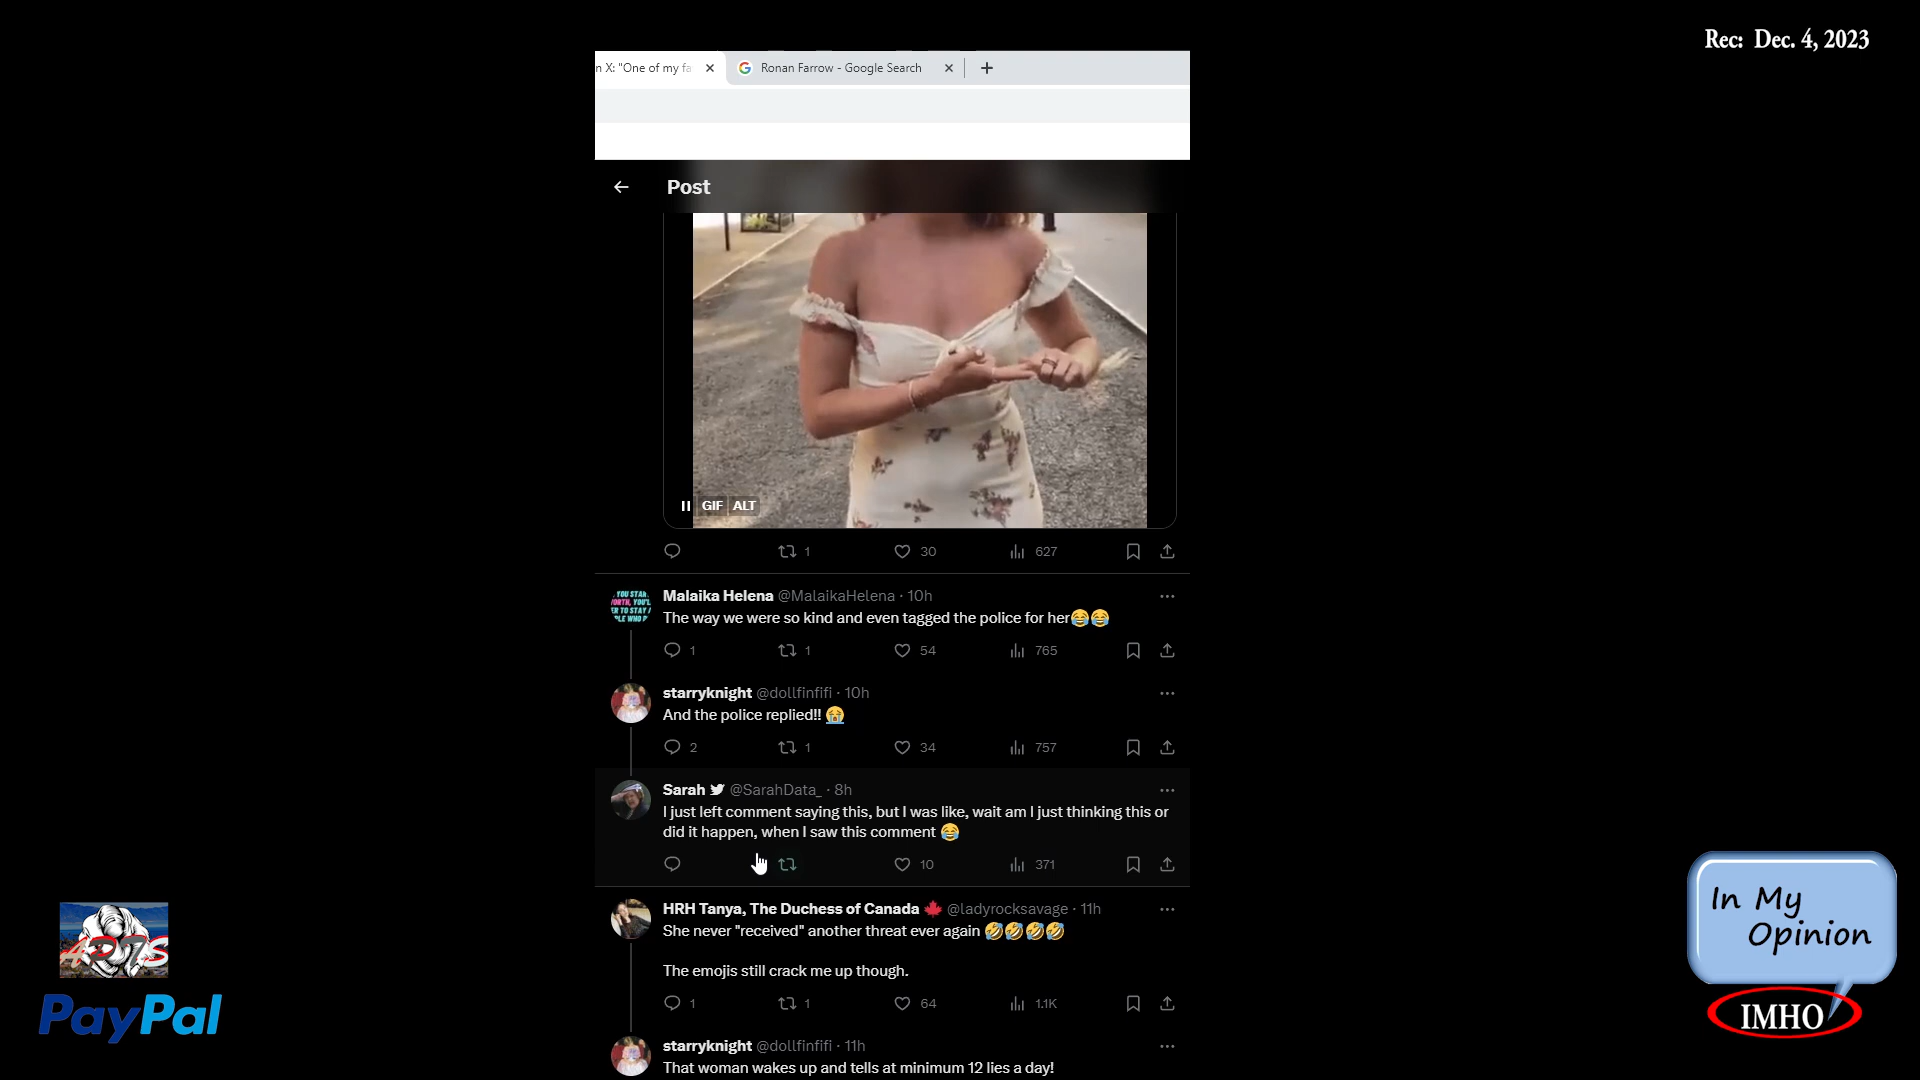 Rec: Dec. 4, 2023
n X: "One of my fa
Ronan Farrow - Google Search
Post
GIF ALT
1 30 627
Malaika Helena @MalaikaHelena · 10h
The way we were so kind and even tagged the police for her😂😂
1 1 54 765
starryknight @dollfinfifi · 10h
And the police replied!! 😭
2 1 34 757
Sarah @SarahData_ · 8h
I just left comment saying this, but I was like, wait am I just thinking this or
did it happen, when I saw this comment 😂
10 371
HRH Tanya, The Duchess of Canada 🍁 @ladyrocksavage · 11h
She never "received" another threat ever again 🤣🤣🤣🤣
The emojis still crack me up though.
1 1 64 1.1K
starryknight @dollfinfifi · 11h
That woman wakes up and tells at minimum 12 lies a day!
PayPal
In My
Opinion
IMHO